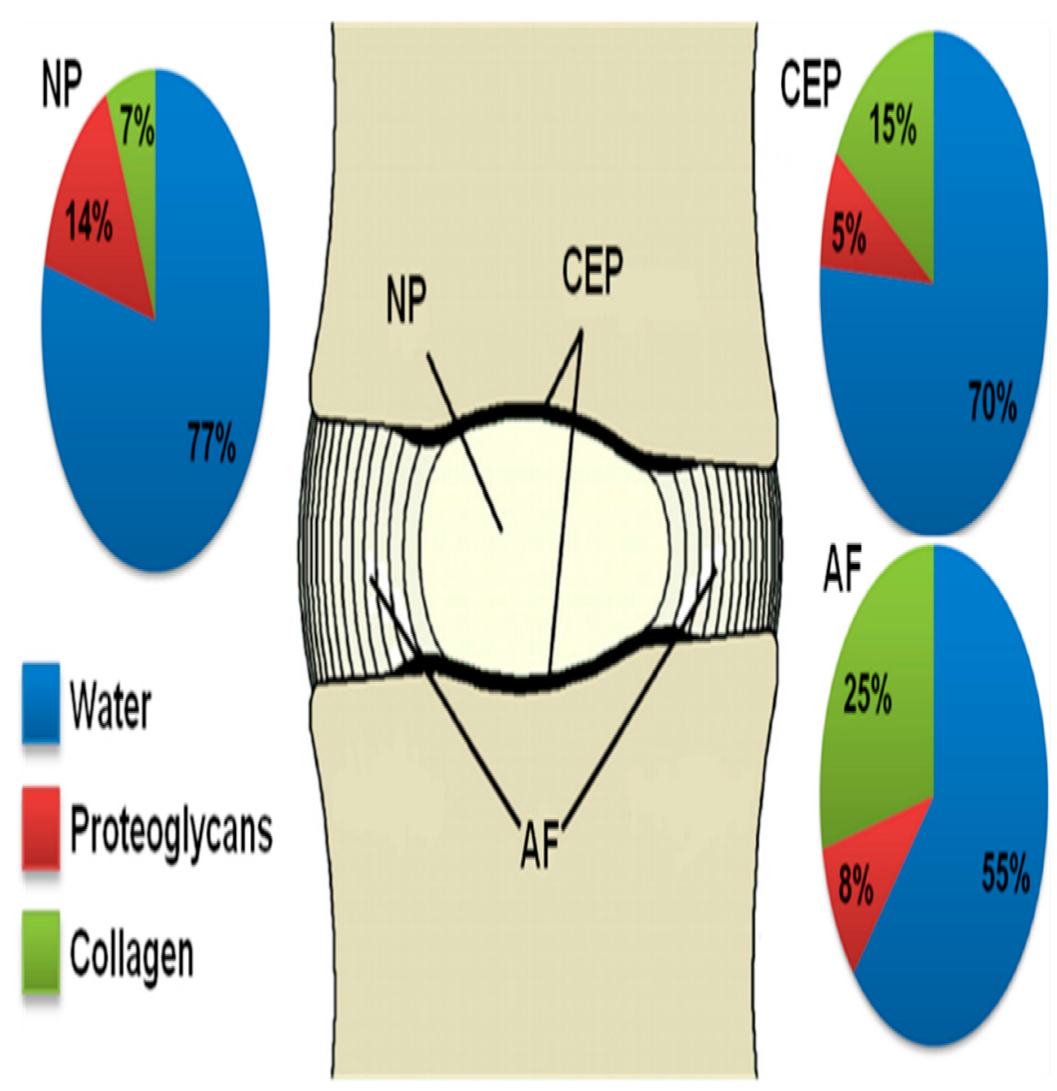 NP
7%
14%
77%
CEP
15%
5%
70%
NP
CEP
AF
25%
8%
55%
AF
Water
Proteoglycans
Collagen